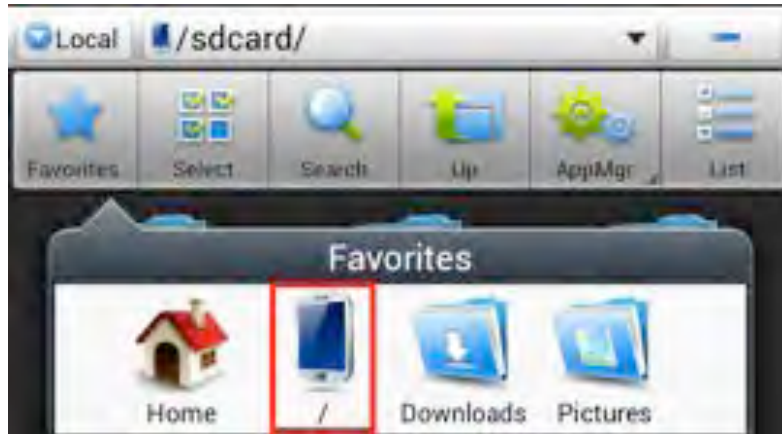 Local /sdcard/
Favorites Select Search Up AppMgr List
Favorites
Home / Downloads Pictures